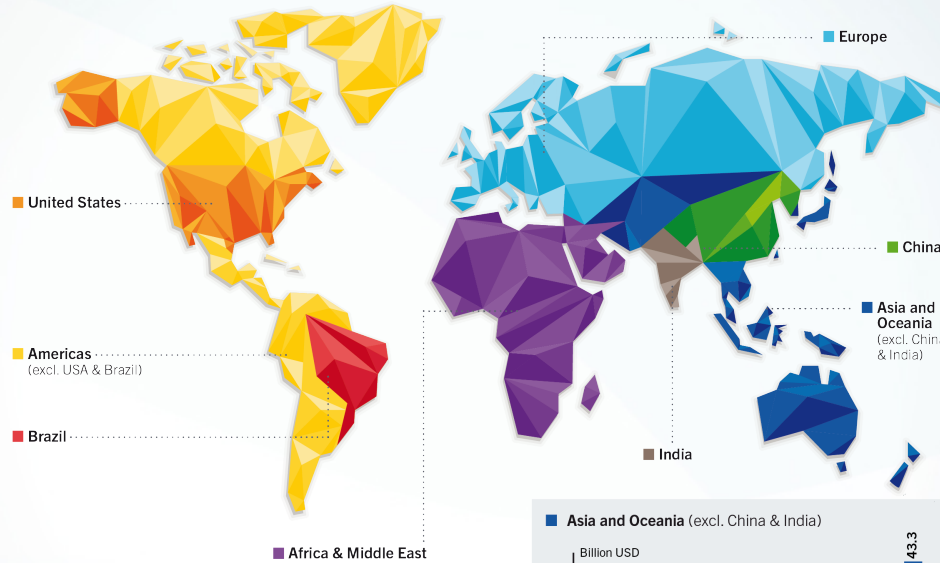 Europe
United States
China
Asia and
Oceania
(excl. China
& India)
Americas
(excl. USA & Brazil)
Brazil
India
Asia and Oceania (excl. China & India)
Africa & Middle East
Billion USD
43.3